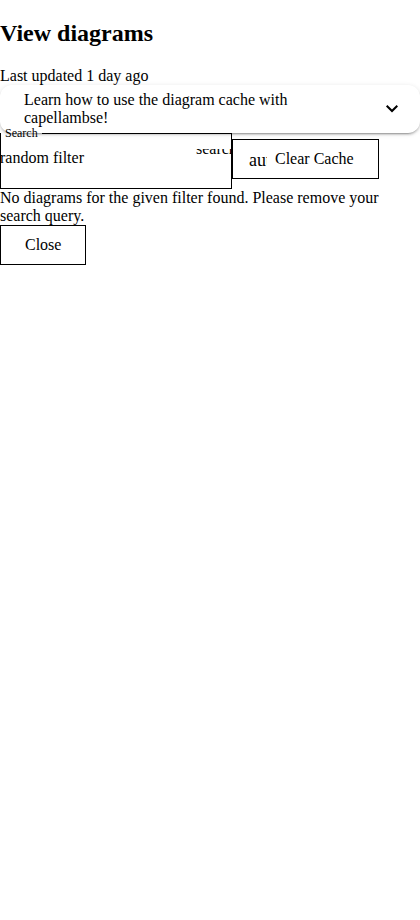 View diagrams
Last updated 1 day ago
Learn how to use the diagram cache with
capellambse!
Search
random filter
search
au Clear Cache
No diagrams for the given filter found. Please remove your
search query.
Close